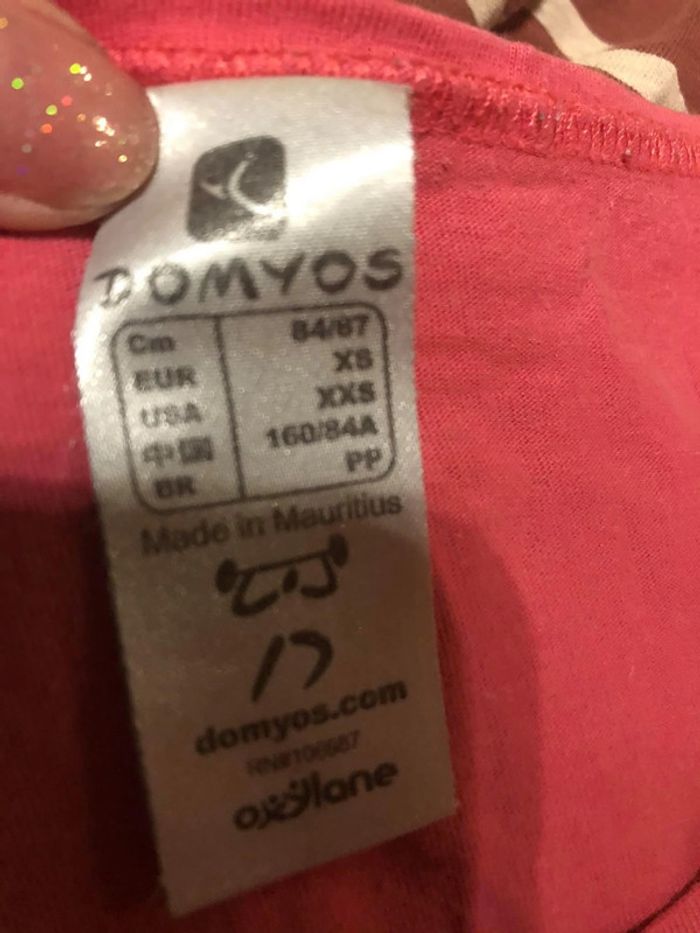 DOMYOS
Cm 84/87
EUR XS
USA XXS
中国 160/84A
BR PP
Made in Mauritius
domyos.com
oxylane